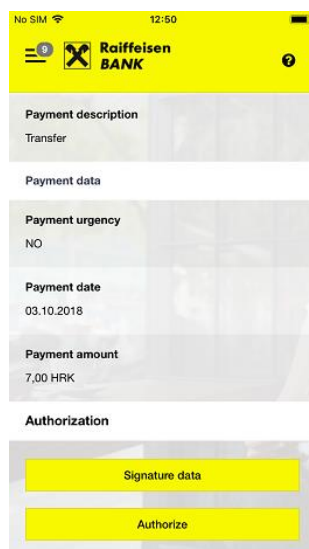 No SIM 12:50
9
Raiffeisen
BANK
?
Payment description
Transfer
Payment data
Payment urgency
NO
Payment date
03.10.2018
Payment amount
7,00 HRK
Authorization
Signature data
Authorize